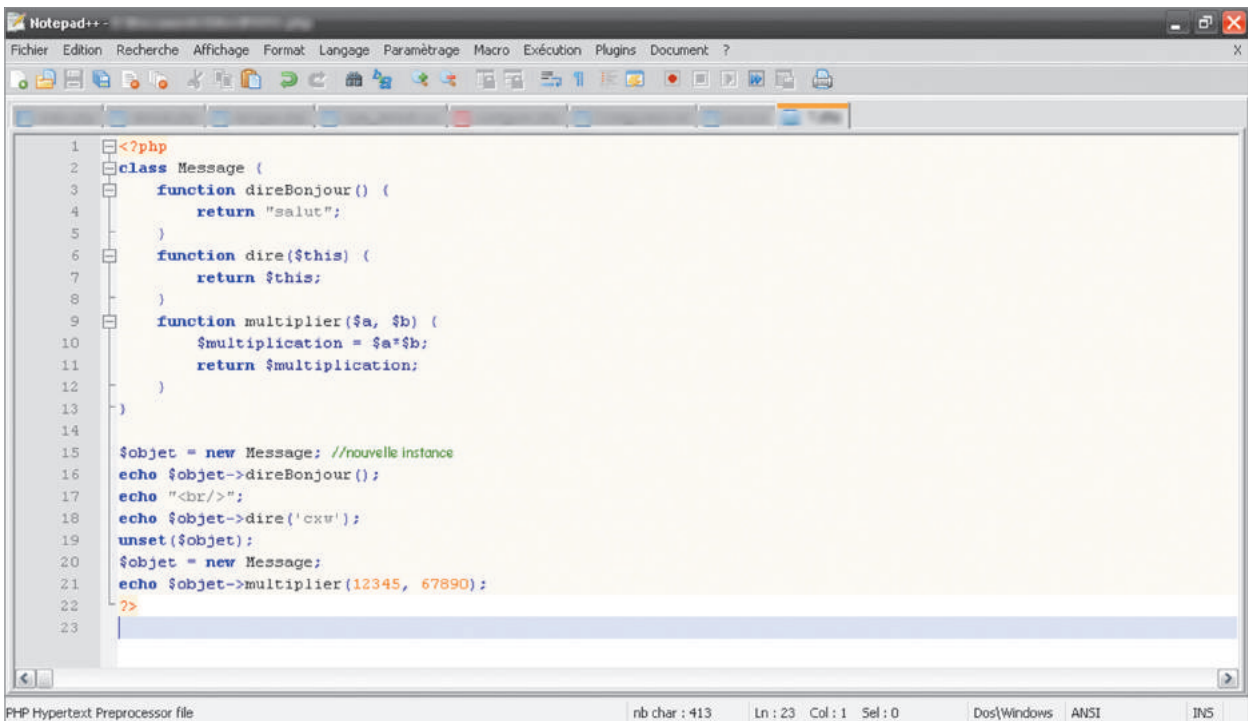 Notepad++ -
Fichier Edition Recherche Affichage Format Langage Paramètrage Macro Exécution Plugins Document ? X
1 <?php
2 class Message {
3 function direBonjour() {
4 return "salut";
5 }
6 function dire($this) {
7 return $this;
8 }
9 function multiplier($a, $b) {
10 $multiplication = $a*$b;
11 return $multiplication;
12 }
13 }
14
15 $objet = new Message; //nouvelle instance
16 echo $objet->direBonjour();
17 echo "<br/>";
18 echo $objet->dire('cxw');
19 unset($objet);
20 $objet = new Message;
21 echo $objet->multiplier(12345, 67890);
22 ?>
23
PHP Hypertext Preprocessor file nb char : 413 Ln : 23 Col : 1 Sel : 0 Dos\Windows ANSI INS